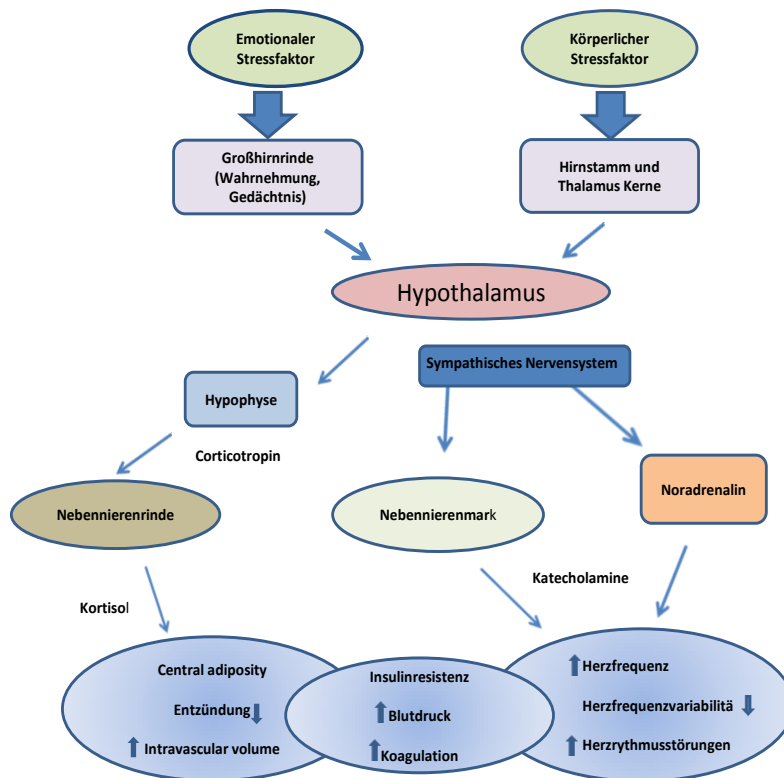 Emotionaler
Stressfaktor
Körperlicher
Stressfaktor
Großhirnrinde
(Wahrnehmung,
Gedächtnis)
Hirnstamm und
Thalamus Kerne
Hypothalamus
Sympathisches Nervensystem
Hypophyse
Corticotropin
Noradrenalin
Nebennierenrinde
Nebennierenmark
Katecholamine
Kortisol
Central adiposity
Entzündung
Intravascular volume
Insulinresistenz
Blutdruck
Koagulation
Herzfrequenz
Herzfrequenzvariabilitä
Herzrythmusstörungen